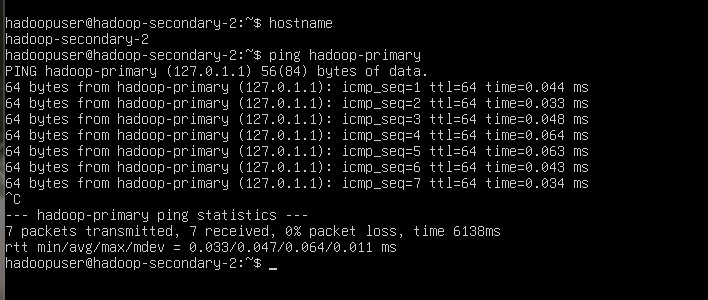 hadoopuser@hadoop-secondary-2:~$ hostname
hadoop-secondary-2
hadoopuser@hadoop-secondary-2:~$ ping hadoop-primary
PING hadoop-primary (127.0.1.1) 56(84) bytes of data.
64 bytes from hadoop-primary (127.0.1.1): icmp_seq=1 ttl=64 time=0.044 ms
64 bytes from hadoop-primary (127.0.1.1): icmp_seq=2 ttl=64 time=0.033 ms
64 bytes from hadoop-primary (127.0.1.1): icmp_seq=3 ttl=64 time=0.048 ms
64 bytes from hadoop-primary (127.0.1.1): icmp_seq=4 ttl=64 time=0.064 ms
64 bytes from hadoop-primary (127.0.1.1): icmp_seq=5 ttl=64 time=0.063 ms
64 bytes from hadoop-primary (127.0.1.1): icmp_seq=6 ttl=64 time=0.043 ms
64 bytes from hadoop-primary (127.0.1.1): icmp_seq=7 ttl=64 time=0.034 ms
^C
--- hadoop-primary ping statistics ---
7 packets transmitted, 7 received, 0% packet loss, time 6138ms
rtt min/avg/max/mdev = 0.033/0.047/0.064/0.011 ms
hadoopuser@hadoop-secondary-2:~$ _